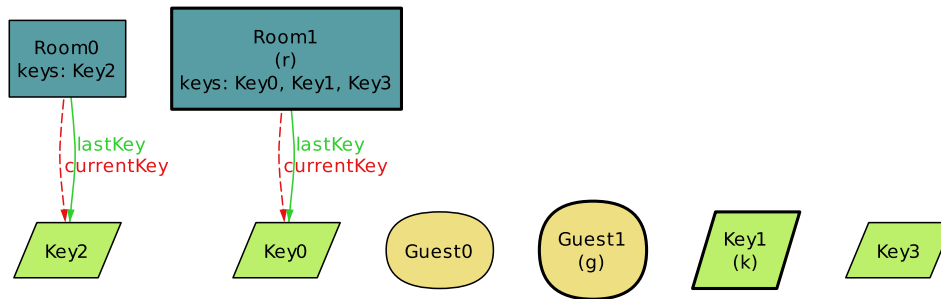 Room0
keys: Key2
Room1
(r)
keys: Key0, Key1, Key3
lastKey
currentKey
lastKey
currentKey
Key2
Key0
Guest0
Guest1
(g)
Key1
(k)
Key3